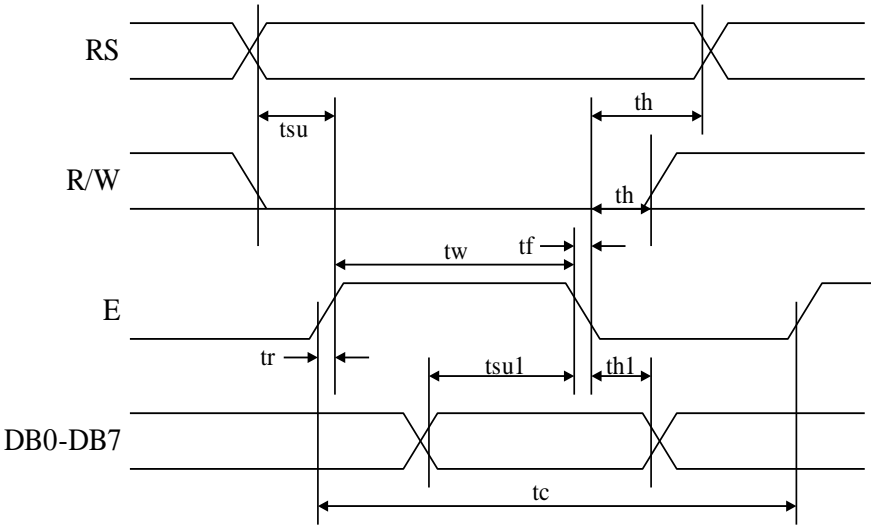 RS
th
tsu
R/W
th
tf
tw
E
tr
tsu1
th1
DB0-DB7
tc